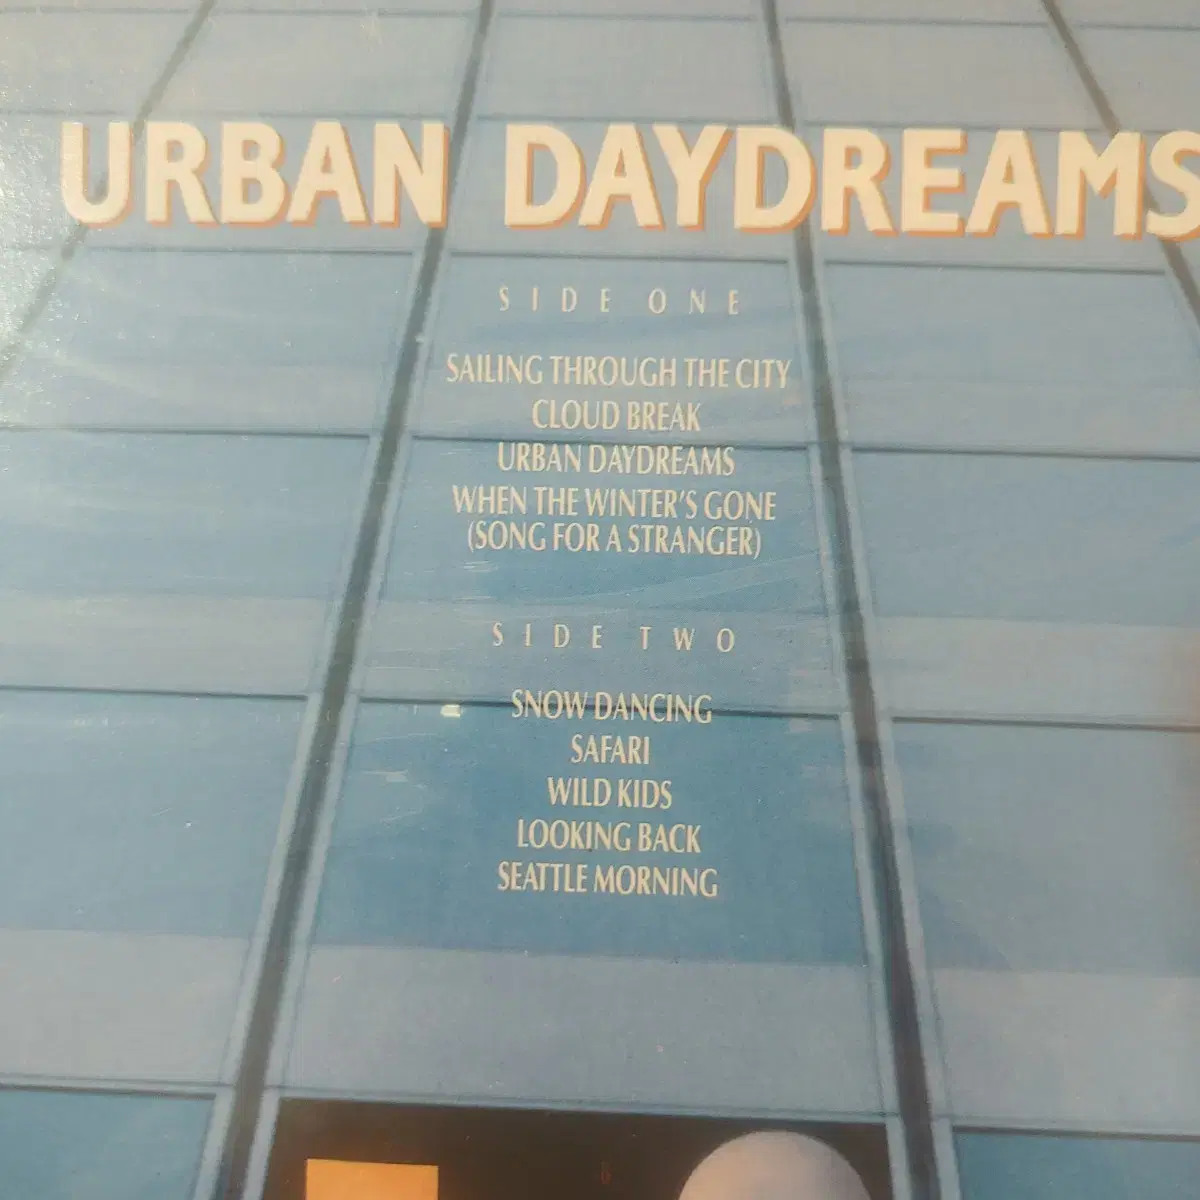 URBAN DAYDREAMS
SIDE ONE
SAILING THROUGH THE CITY
CLOUD BREAK
URBAN DAYDREAMS
WHEN THE WINTER'S GONE
(SONG FOR A STRANGER)
SIDE TWO
SNOW DANCING
SAFARI
WILD KIDS
LOOKING BACK
SEATTLE MORNING